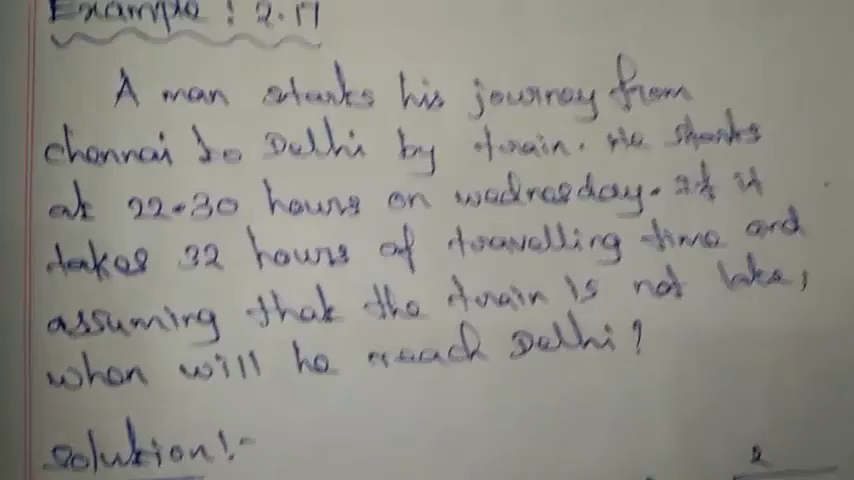 Example : 2.17
A man starts his journey from
chennai to Delhi by train. He starts
at 22.30 hours on wednesday. If it
takes 32 hours of travelling time and
assuming that the train is not late,
when will he reach Delhi?
Solution:-
2